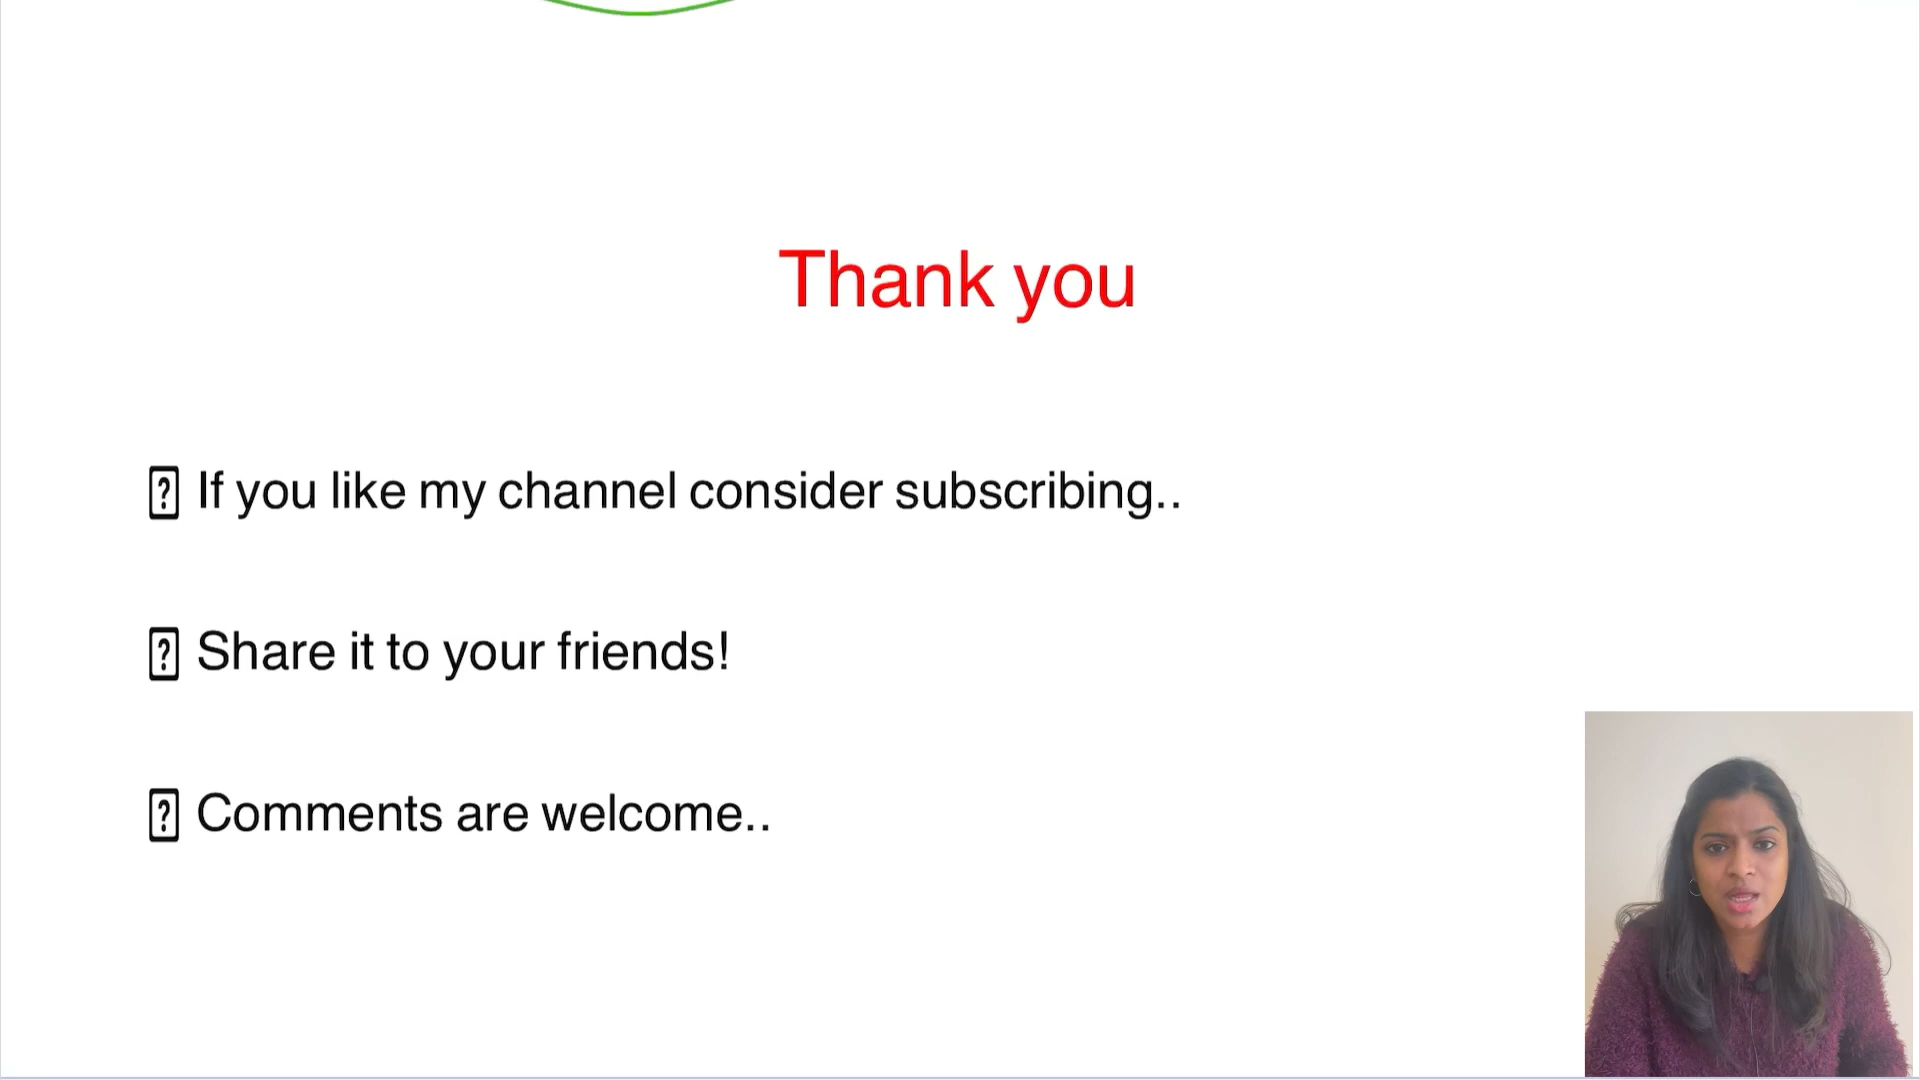 Thank you
If you like my channel consider subscribing..
Share it to your friends!
Comments are welcome..